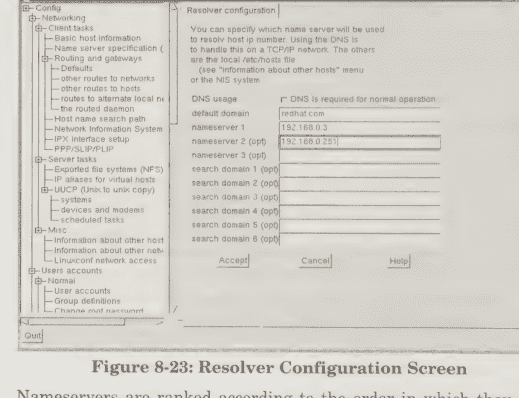 Config
Networking
Client tasks
Basic host information
Name server specification (
Routing and gateways
Defaults
other routes to networks
other routes to hosts
routes to alternate local ne
the routed daemon
Host name search path
Network Information System
IPX interface setup
PPP/SLIP/PLIP
Server tasks
Exported file systems (NFS)
IP aliases for virtual hosts
UUCP (Unix to unix copy)
systems
devices and modems
scheduled tasks
Misc
Information about other host
Information about other netw
Linuxconf network access
Users accounts
Normal
User accounts
Group definitions
Change root password
Quit
Resolver configuration
You can specify which name server will be used
to resolv host ip number. Using the DNS is
to handle this on a TCP/IP network. The others
are the local /etc/hosts file
(see "information about other hosts" menu
or the NIS system
DNS usage DNS is required for normal operation
default domain redhat.com
nameserver 1 192.168.0.3
nameserver 2 (opt) 192.168.0.251
nameserver 3 (opt)
search domain 1 (opt)
search domain 2 (opt)
search domain 3 (opt)
search domain 4 (opt)
search domain 5 (opt)
search domain 6 (opt)
Accept Cancel Help
Figure 8-23: Resolver Configuration Screen
Nameservers are ranked according to the order in which they